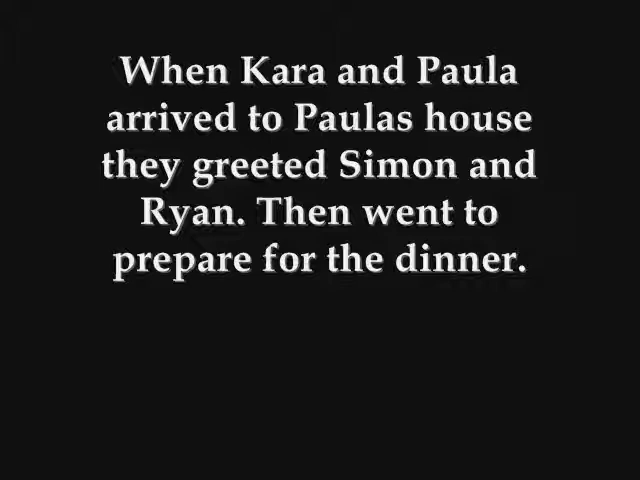 When Kara and Paula
arrived to Paulas house
they greeted Simon and
Ryan. Then went to
prepare for the dinner.